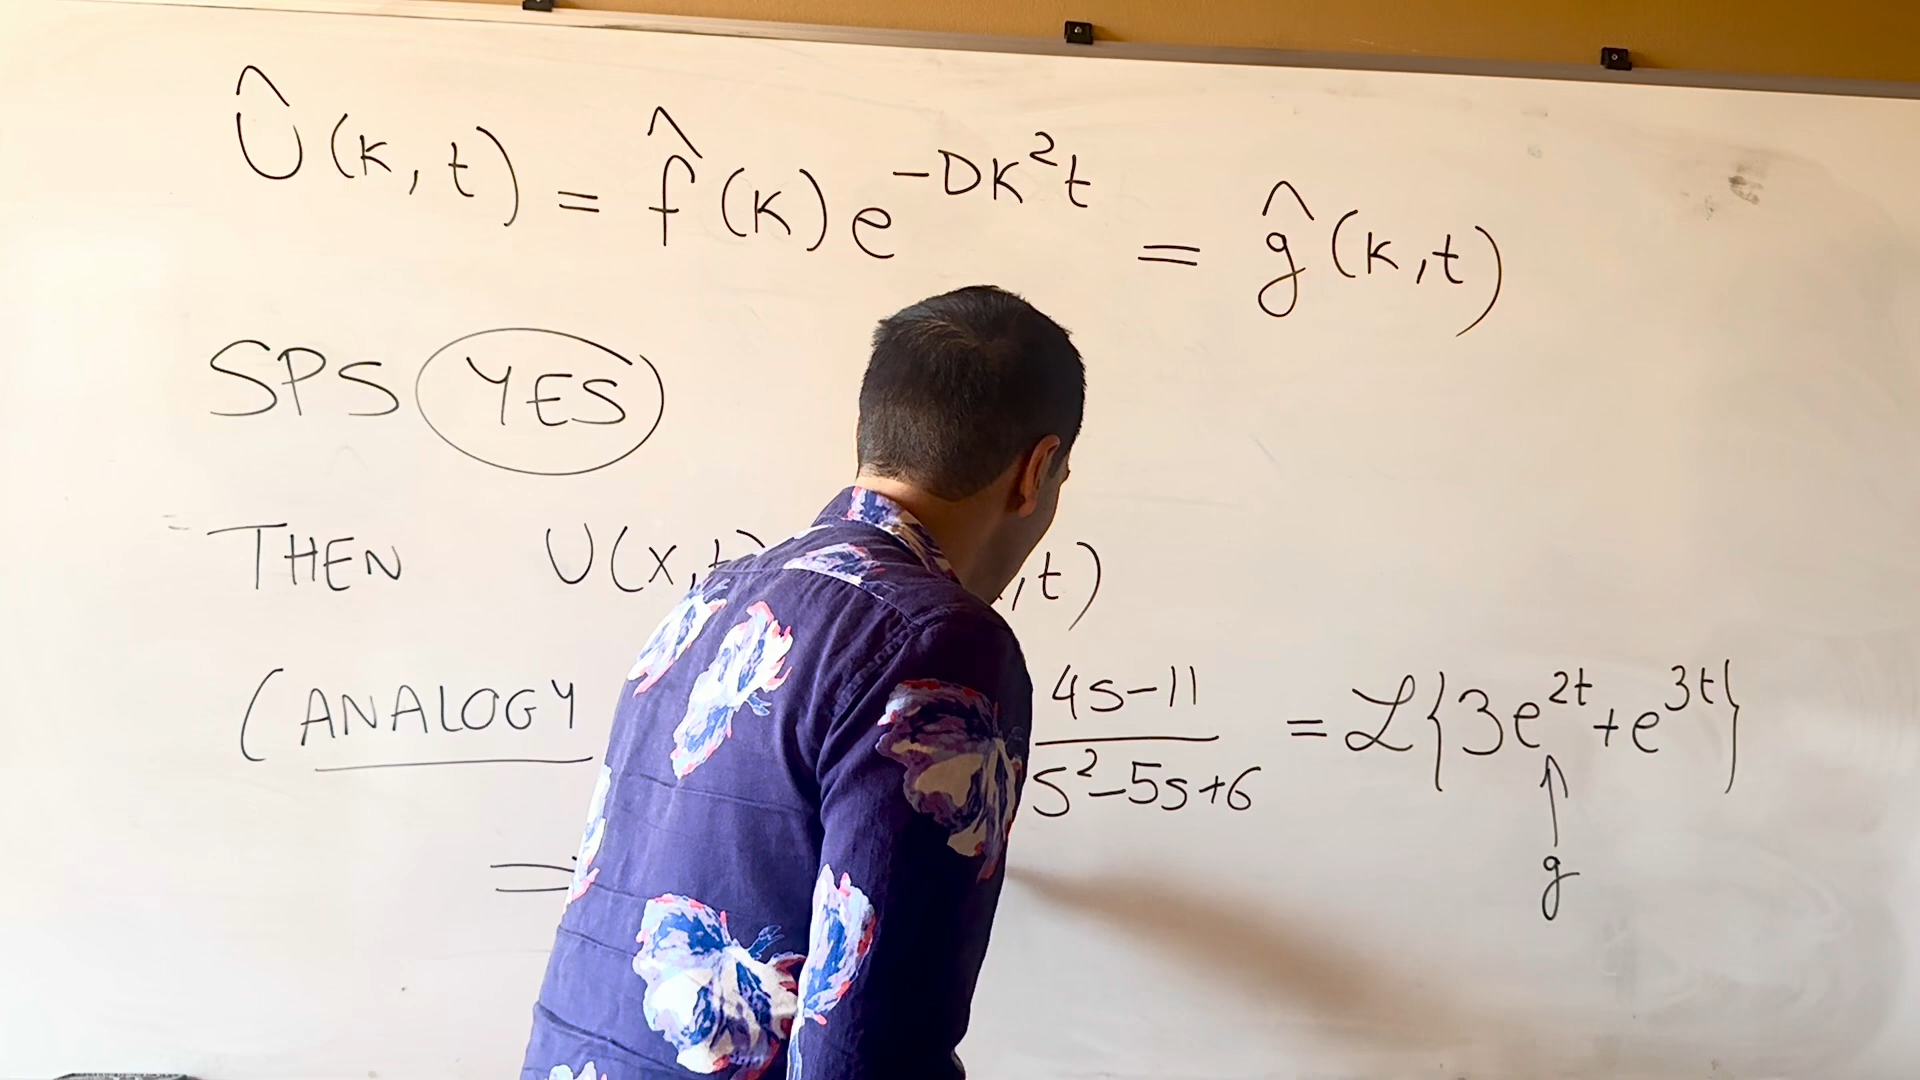 Û(k,t) = f̂(k)e^{-Dk²t} = ĝ(k,t)
SPS YES
THEN U(x,t) ,t)
(ANALOGY 4s-11 / s²-5s+6 = ℒ{3e^{2t}+e^{3t}}
↑
g
=